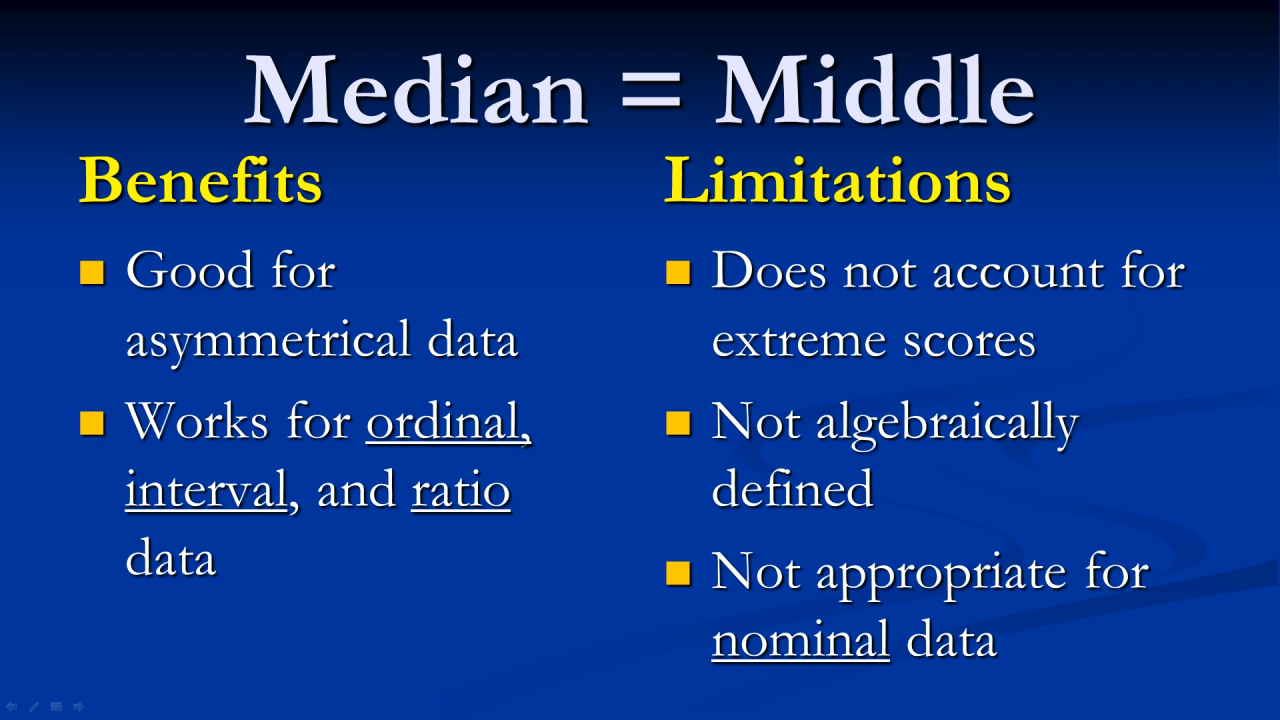 Median = Middle
Benefits
Good for
asymmetrical data
Works for ordinal,
interval, and ratio
data
Limitations
Does not account for
extreme scores
Not algebraically
defined
Not appropriate for
nominal data